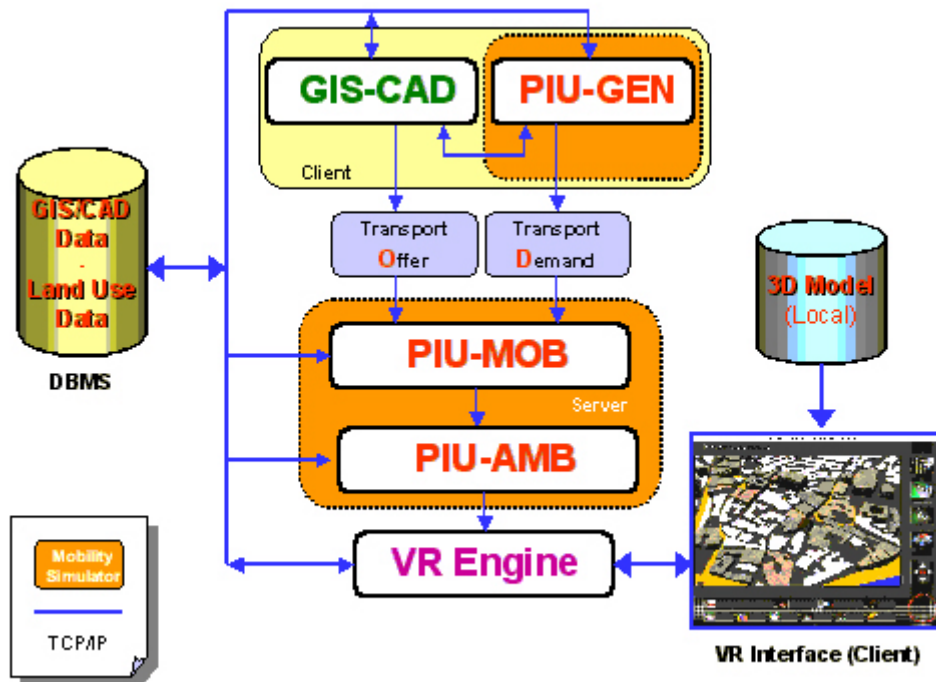 GIS-CAD
PIU-GEN
Client
GIS/CAD
Data
-
Land Use
Data
DBMS
Transport
Offer
Transport
Demand
3D Model
(Local)
PIU-MOB
Server
PIU-AMB
VR Engine
Mobility
Simulator
TCP/IP
VR Interface (Client)